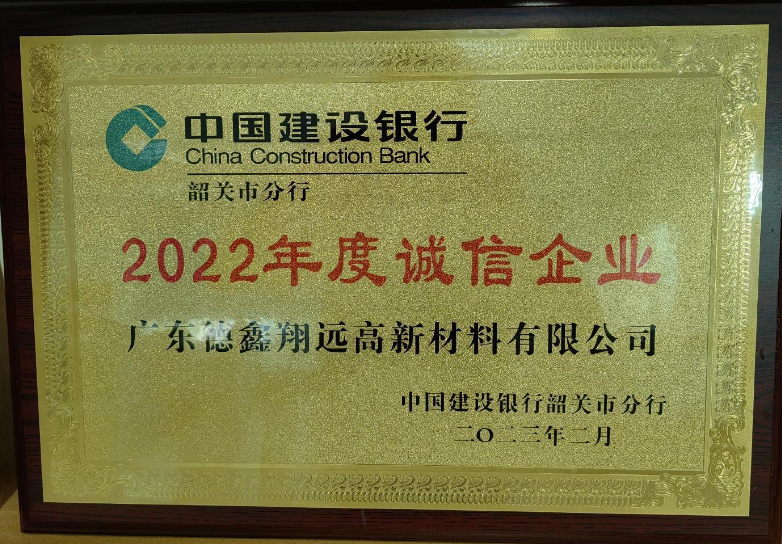 中国建设银行
China Construction Bank
韶关市分行
2022年度诚信企业
广东德鑫翔远高新材料有限公司
中国建设银行韶关市分行
二〇二三年二月